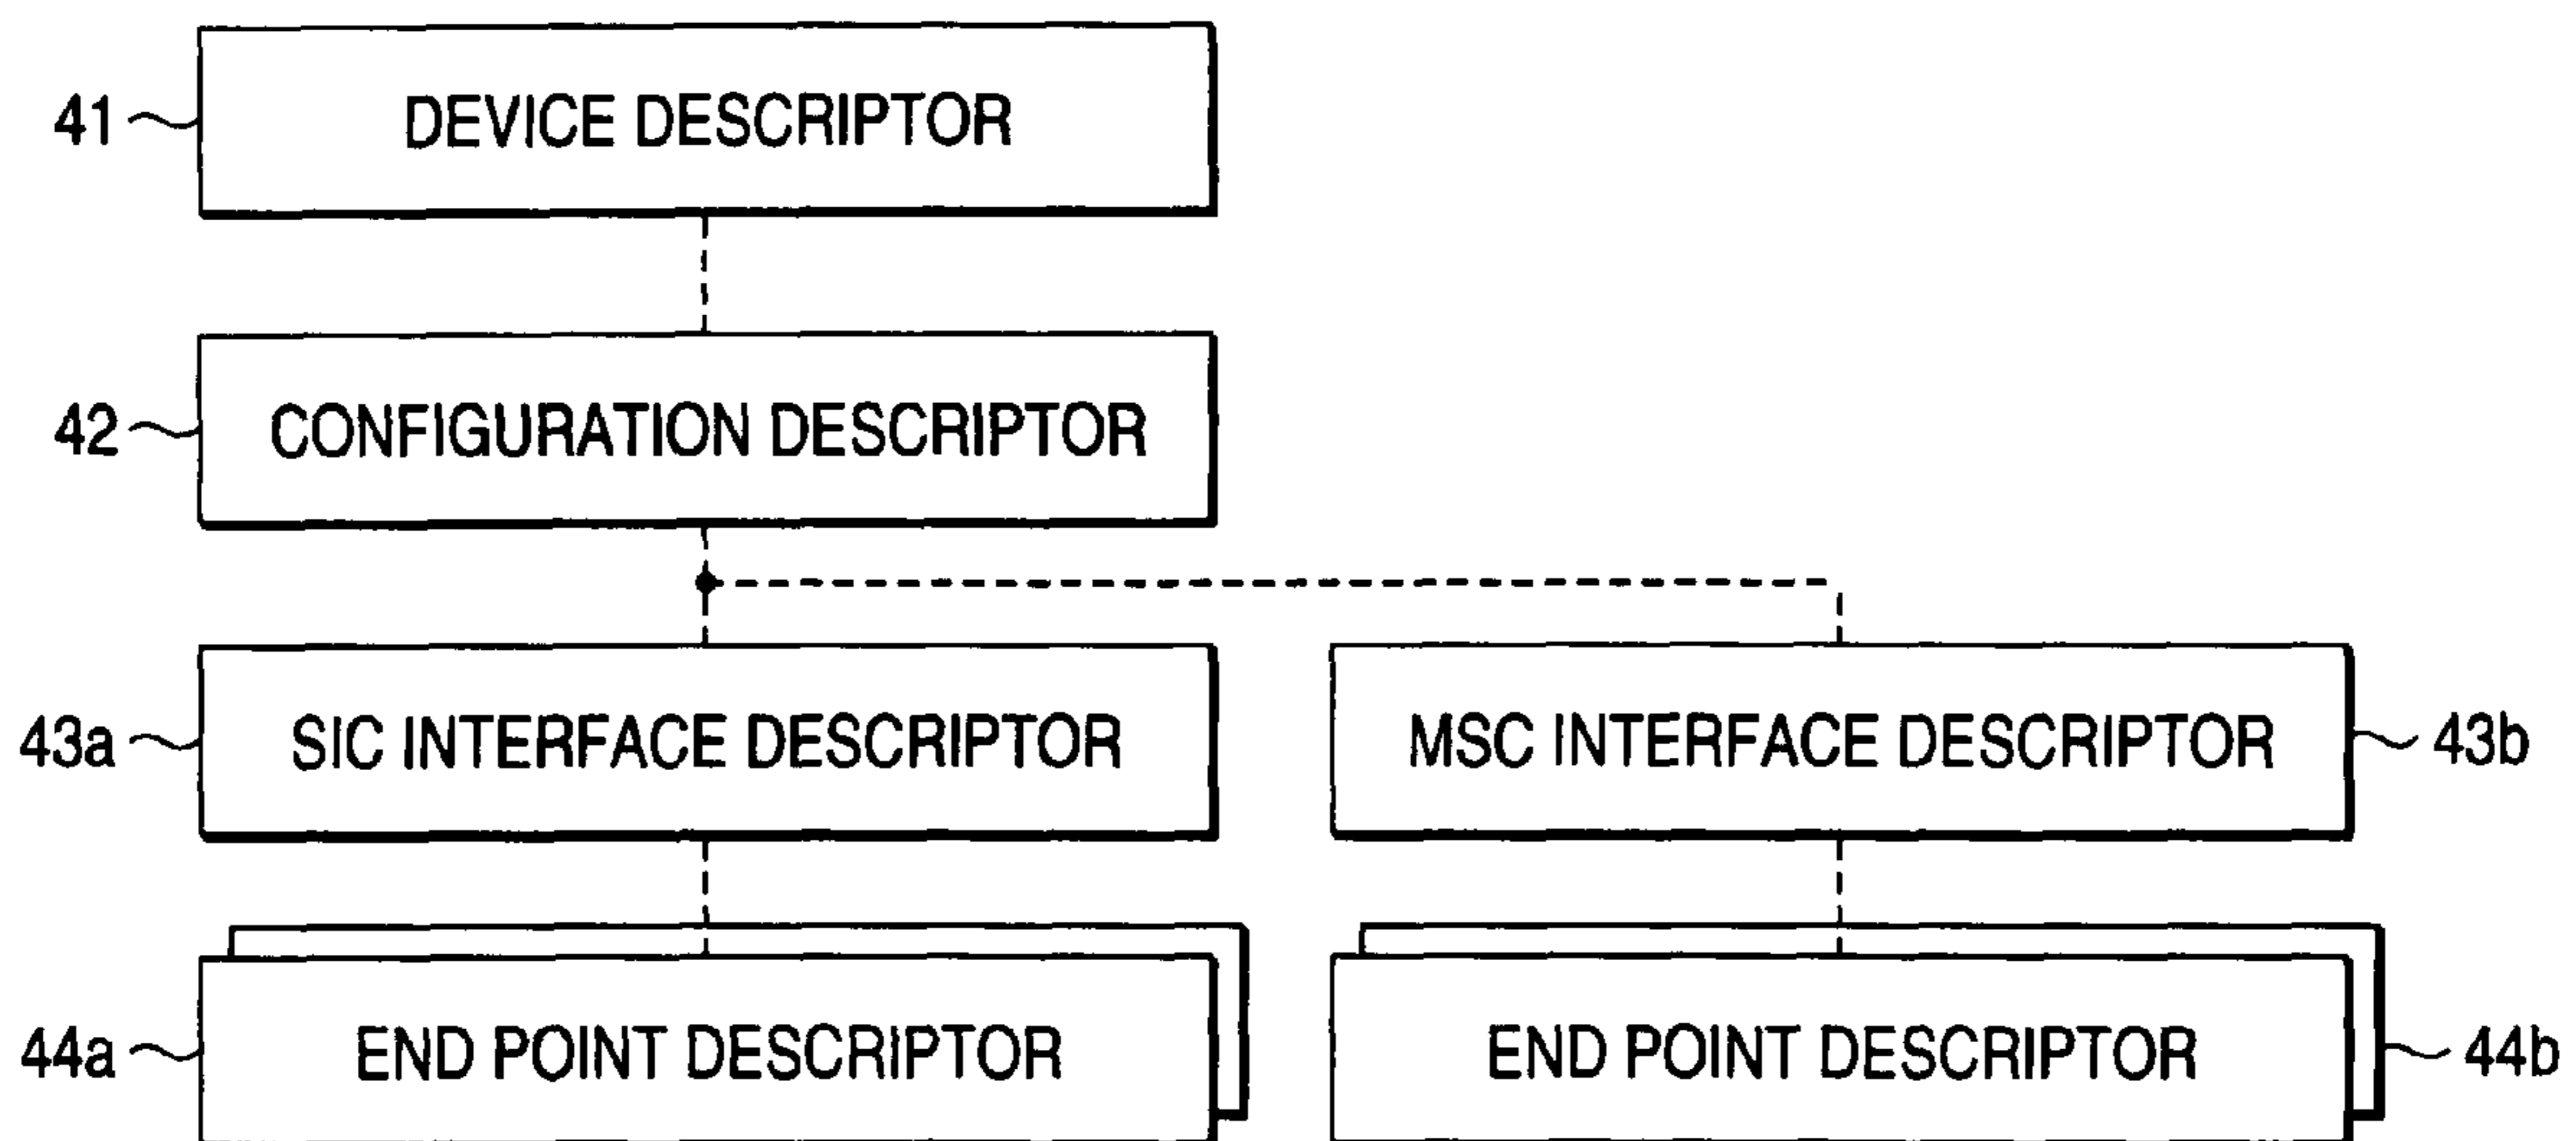 41
DEVICE DESCRIPTOR
42
CONFIGURATION DESCRIPTOR
43a
SIC INTERFACE DESCRIPTOR
MSC INTERFACE DESCRIPTOR
43b
44a
END POINT DESCRIPTOR
END POINT DESCRIPTOR
44b